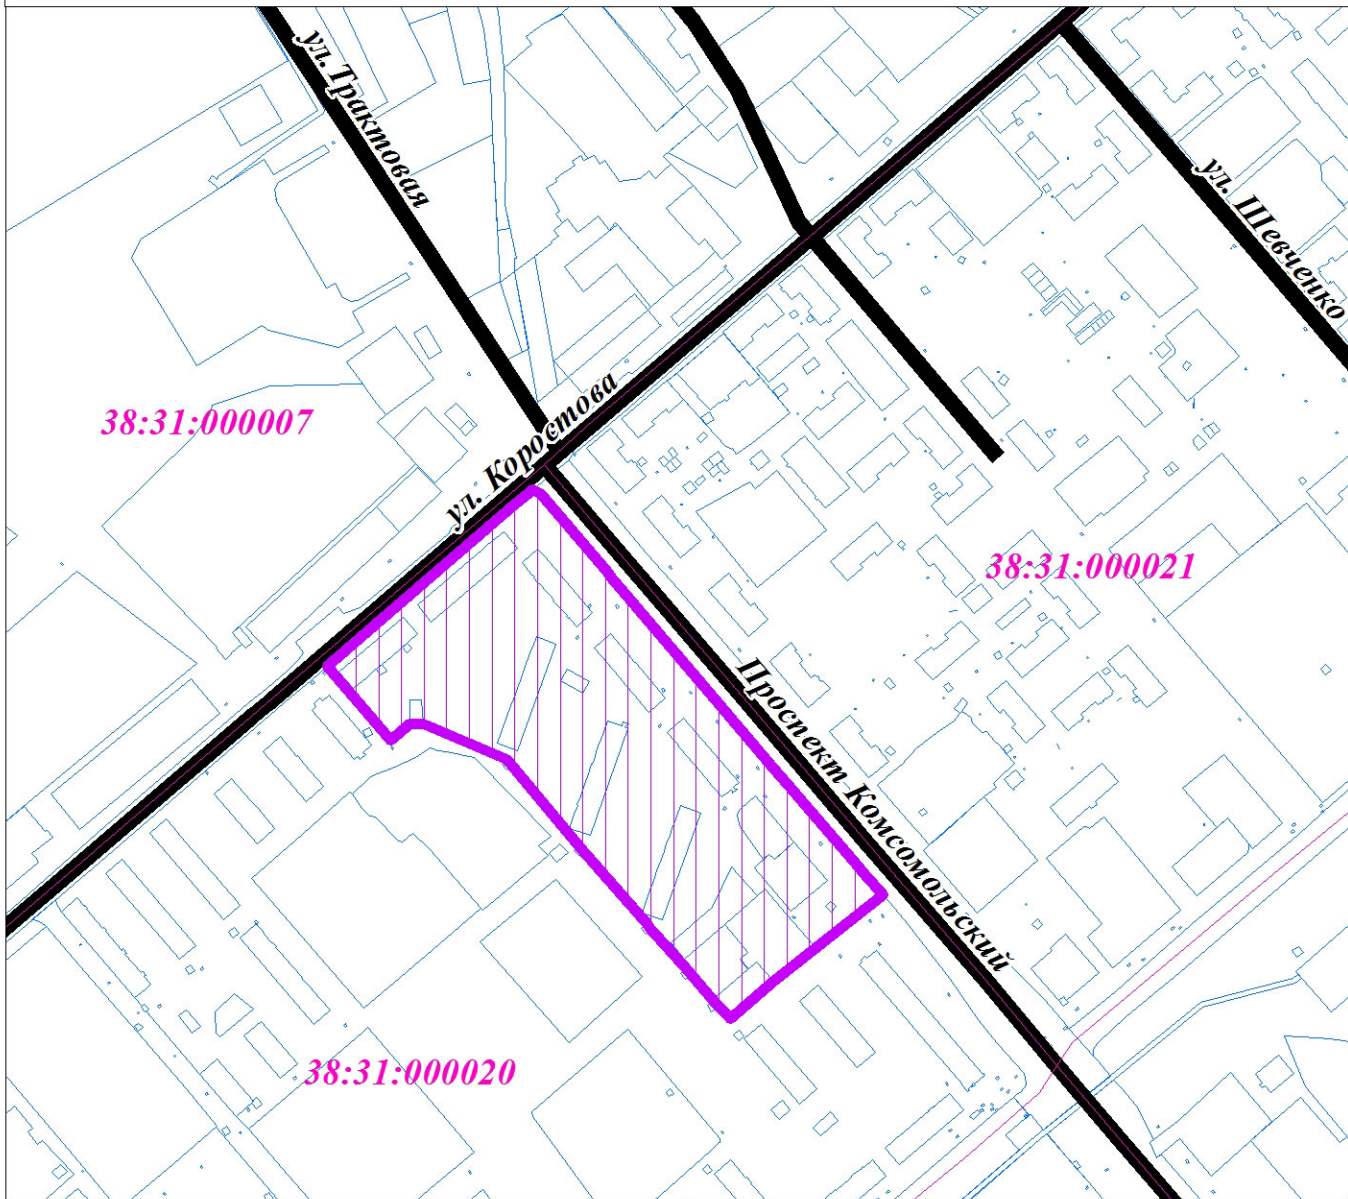 ул.Трактовая
ул. Шевченко
ул. Коростова
38:31:000007
38:31:000021
Проспект Комсомольский
38:31:000020